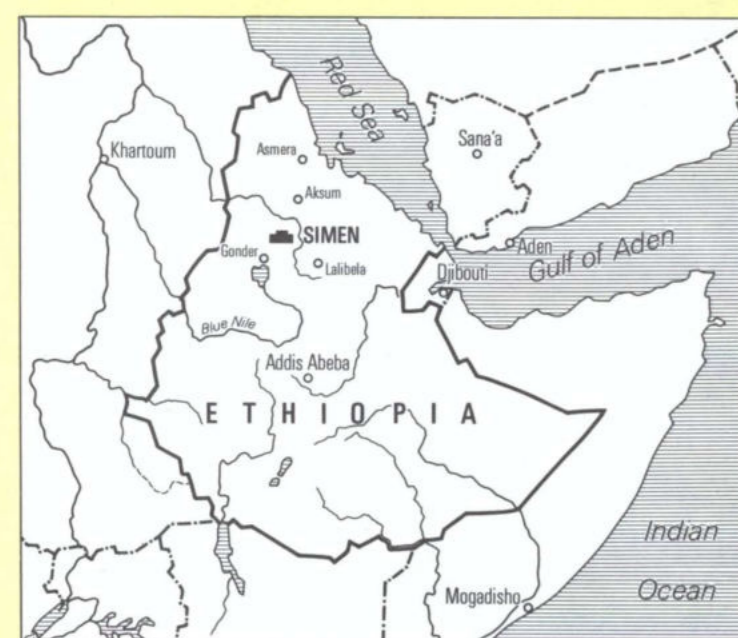 Red Sea
Khartoum
Asmera
Sana'a
Aksum
SIMEN
Gonder
Lalibela
Aden
Gulf of Aden
Djibouti
Blue Nile
Addis Abeba
ETHIOPIA
Indian
Ocean
Mogadisho